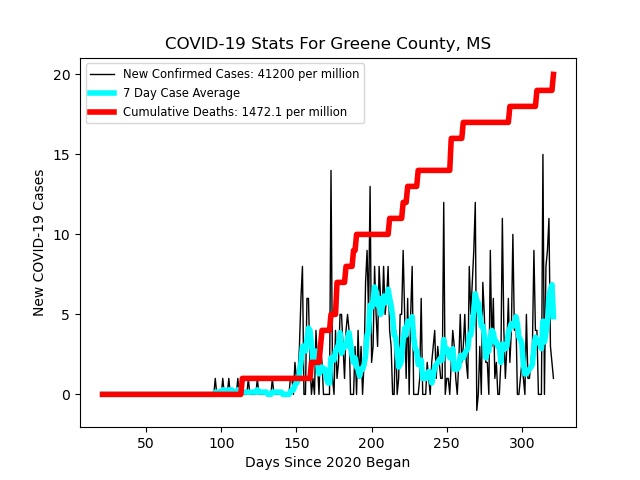 COVID-19 Stats For Greene County, MS
New Confirmed Cases: 41200 per million
7 Day Case Average
Cumulative Deaths: 1472.1 per million
20
15
10
5
0
New COVID-19 Cases
50 100 150 200 250 300
Days Since 2020 Began